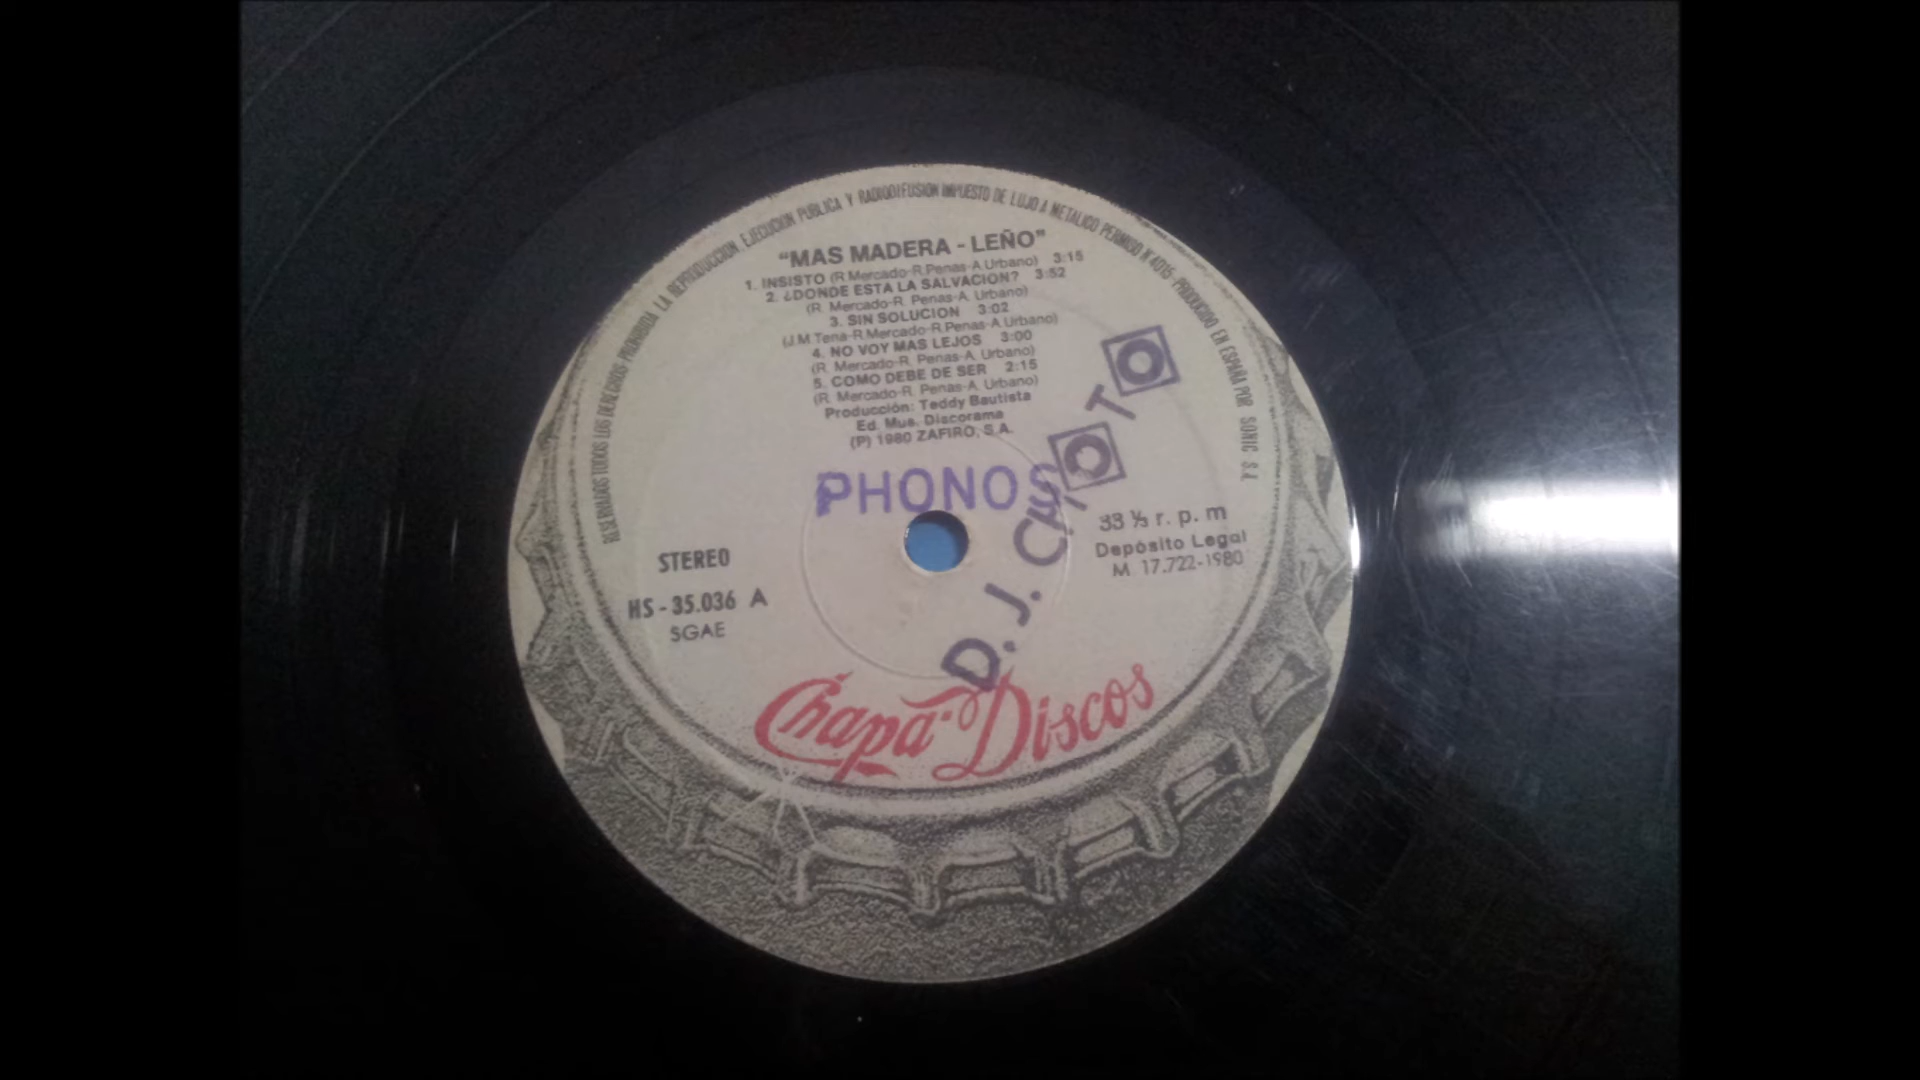 RESERVADOS TODOS LOS DERECHOS PROHIBIDA LA REPRODUCCION, EJECUCION PUBLICA Y RADIODIFUSION IMPUESTO DE LUJO A METALICO PERMISO Nº 4015 - PRODUCIDO EN ESPAÑA POR SONIC S.A.
“MAS MADERA - LEÑO”
1. INSISTO (R.Mercado-R.Penas-A.Urbano) 3:15
2. ¿DONDE ESTA LA SALVACION? 3:52
(R. Mercado-R. Penas-A. Urbano)
3. SIN SOLUCION 3:02
(J.M.Tena-R.Mercado-R.Penas-A.Urbano)
4. NO VOY MAS LEJOS 3:00
(R. Mercado-R. Penas-A. Urbano)
5. COMO DEBE DE SER 2:15
(R. Mercado-R. Penas-A. Urbano)
Producción: Teddy Bautista
Ed. Mus. Discorama
(P) 1980 ZAFIRO, S.A.
PHONOS
D.J. CHOTO
STEREO
HS-35.036 A
SGAE
33 ⅓ r. p. m
Depósito Legal
M 17.722-1980
Chapa Discos